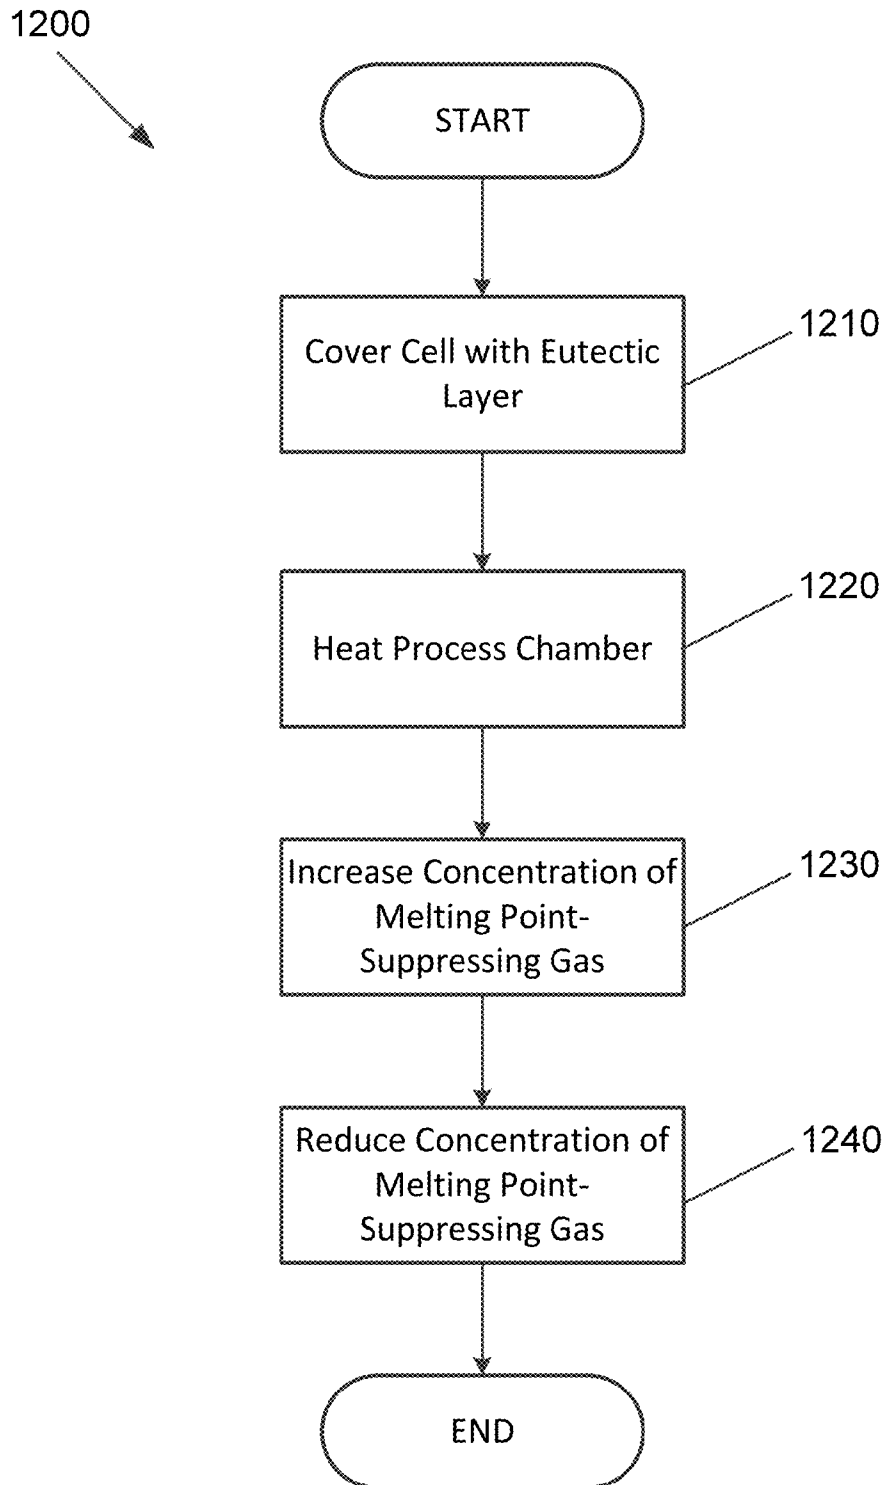 1200
START
Cover Cell with Eutectic
Layer
1210
Heat Process Chamber
1220
Increase Concentration of
Melting Point-
Suppressing Gas
1230
Reduce Concentration of
Melting Point-
Suppressing Gas
1240
END